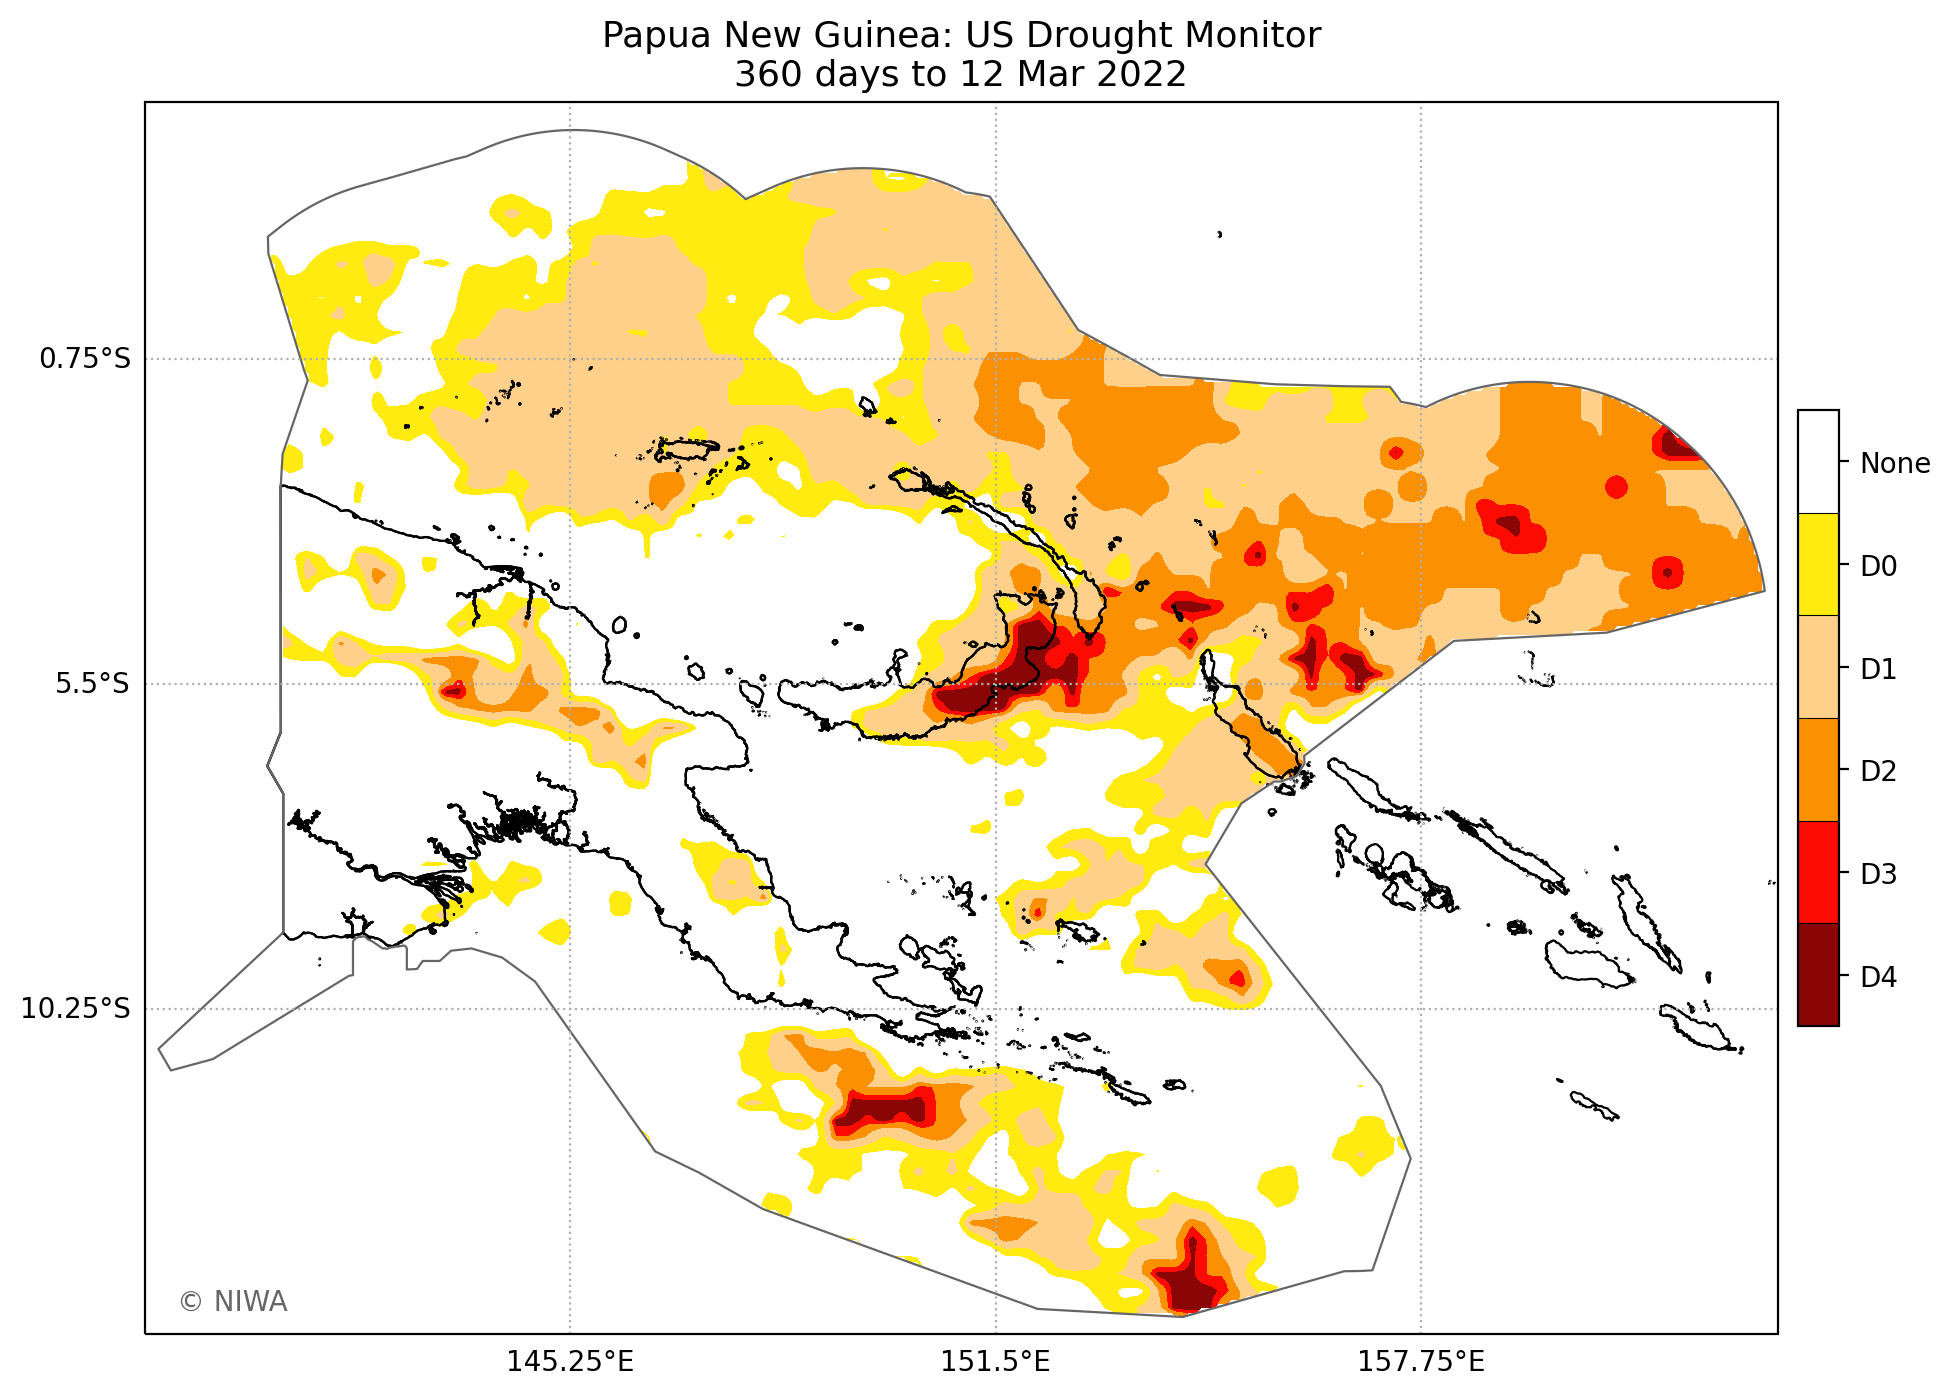 Papua New Guinea: US Drought Monitor
360 days to 12 Mar 2022
0.75°S
5.5°S
10.25°S
145.25°E
151.5°E
157.75°E
None
D0
D1
D2
D3
D4
© NIWA